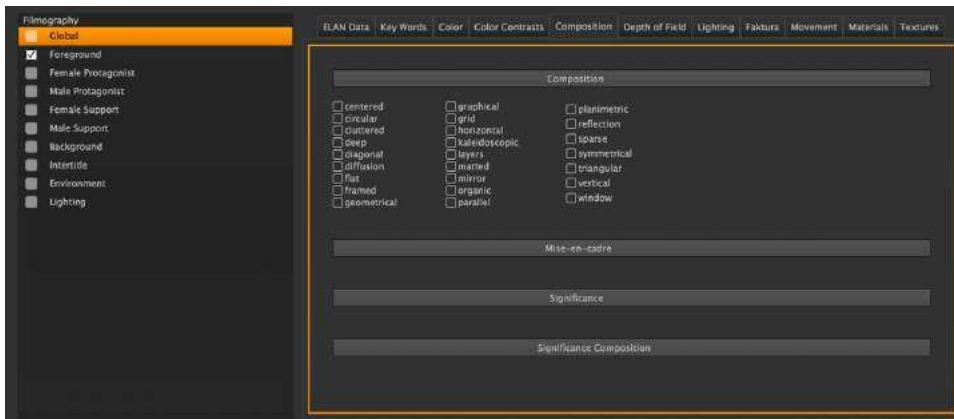 Filmography
Global
Foreground
Female Protagonist
Male Protagonist
Female Support
Male Support
Background
Intertitle
Environment
Lighting
ELAN Data Key Words Color Color Contrasts Composition Depth of Field Lighting Faktura Movement Materials Textures
Composition
centered graphical planimetric
circular grid reflection
cluttered horizontal sparse
deep kaleidoscopic symmetrical
diagonal layers triangular
diffusion matted vertical
flat mirror window
framed organic
geometrical parallel
Mise-en-cadre
Significance
Significance Composition